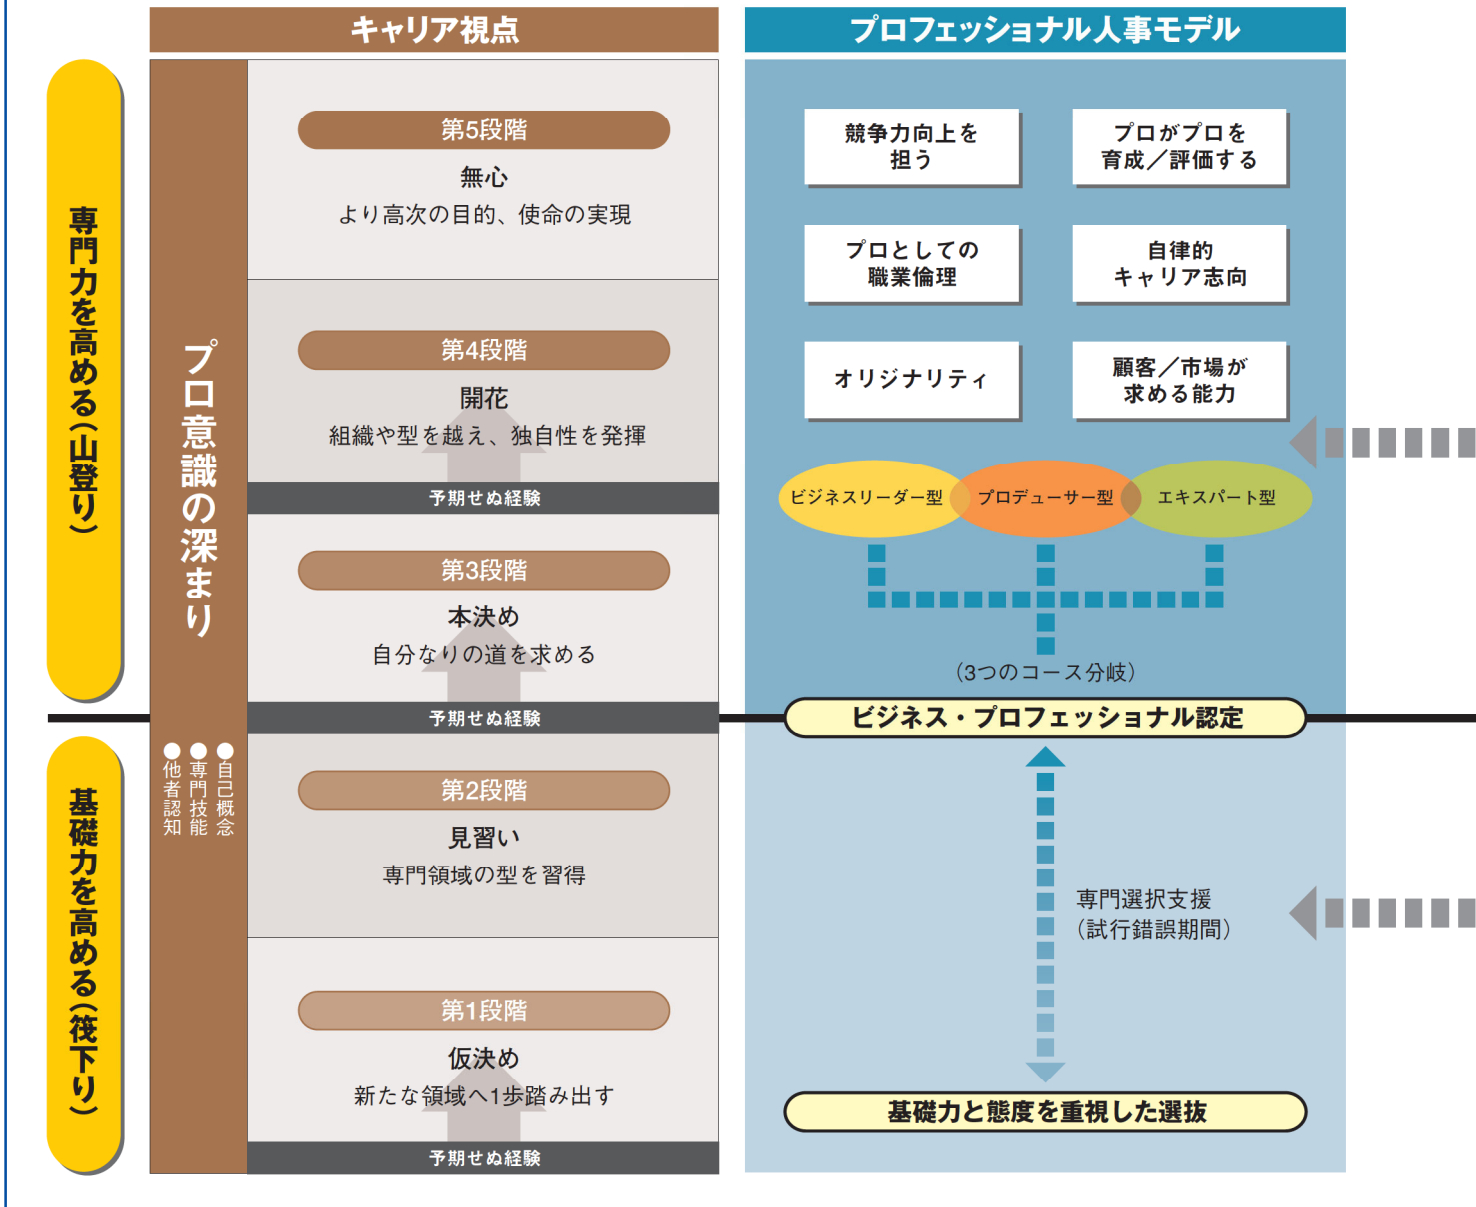 キャリア視点
プロフェッショナル人事モデル
専門力を高める（山登り）
基礎力を高める（筏下り）
プロ意識の深まり
●自己概念
●専門技能
●他者認知
第5段階
無心
より高次の目的、使命の実現
第4段階
開花
組織や型を越え、独自性を発揮
予期せぬ経験
第3段階
本決め
自分なりの道を求める
予期せぬ経験
第2段階
見習い
専門領域の型を習得
第1段階
仮決め
新たな領域へ1歩踏み出す
予期せぬ経験
競争力向上を
担う
プロがプロを
育成／評価する
プロとしての
職業倫理
自律的
キャリア志向
オリジナリティ
顧客／市場が
求める能力
ビジネスリーダー型
プロデューサー型
エキスパート型
（3つのコース分岐）
ビジネス・プロフェッショナル認定
専門選択支援
（試行錯誤期間）
基礎力と態度を重視した選抜